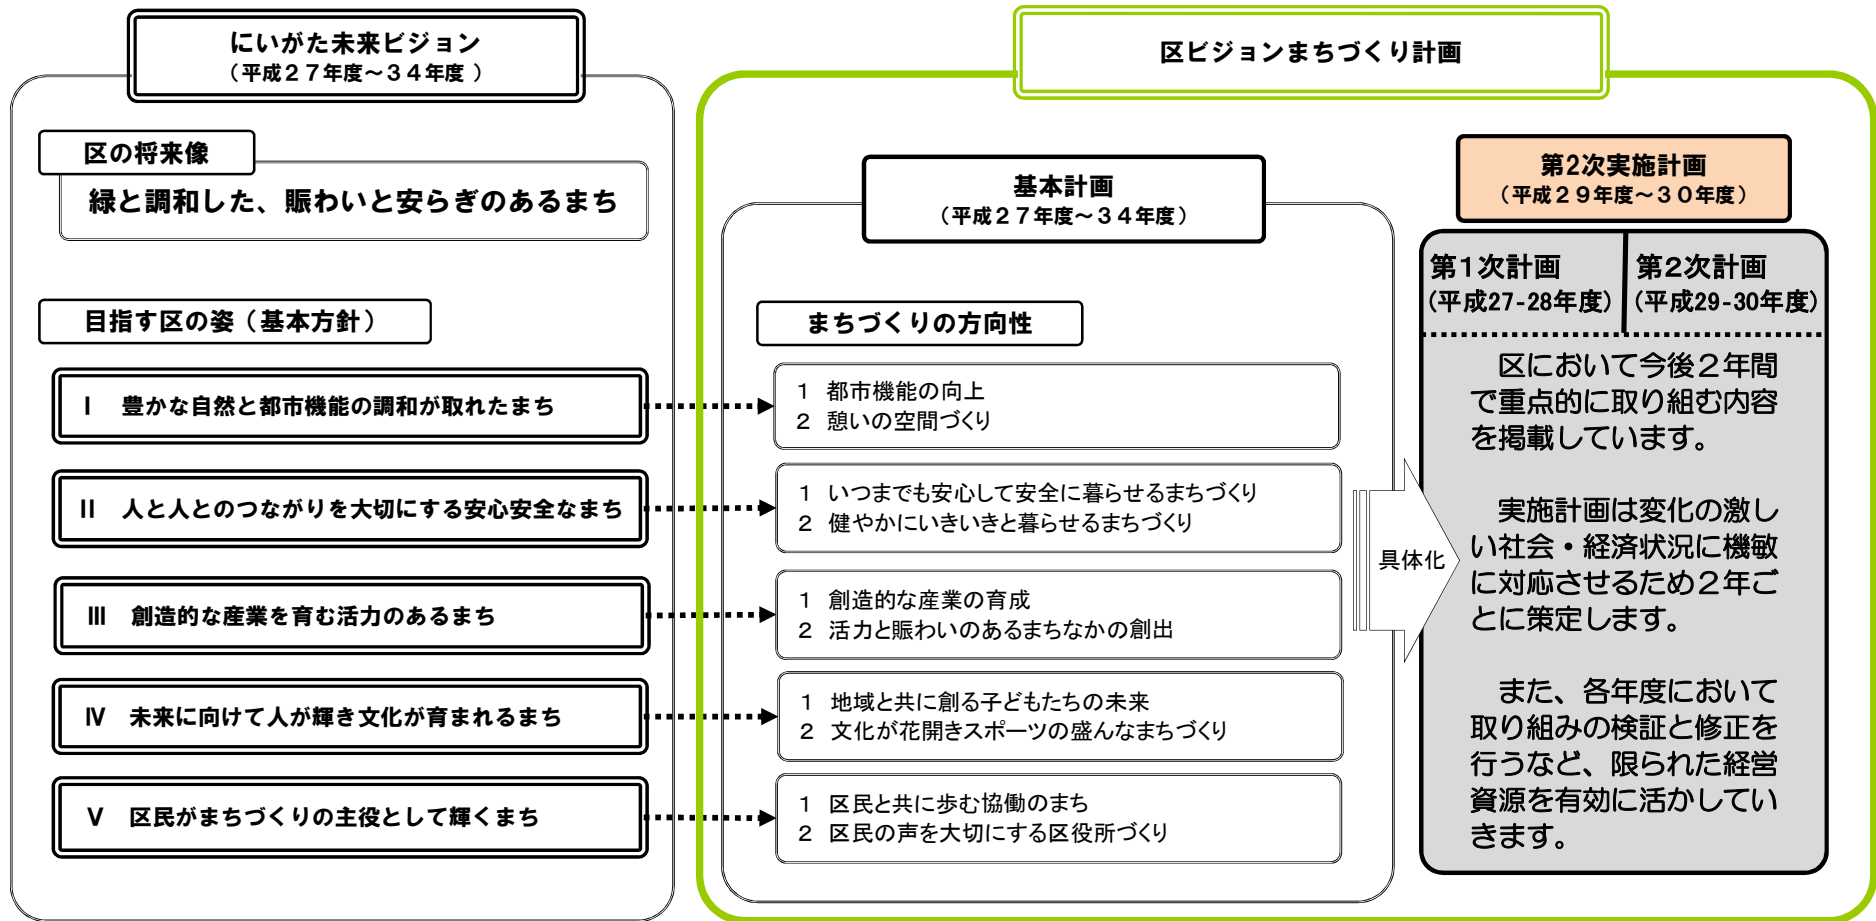 にいがた未来ビジョン
（平成２７年度～３４年度 ）
区の将来像
緑と調和した、賑わいと安らぎのあるまち
目指す区の姿（基本方針）
Ⅰ　豊かな自然と都市機能の調和が取れたまち
Ⅱ　人と人とのつながりを大切にする安心安全なまち
Ⅲ　創造的な産業を育む活力のあるまち
Ⅳ　未来に向けて人が輝き文化が育まれるまち
Ⅴ　区民がまちづくりの主役として輝くまち
区ビジョンまちづくり計画
基本計画
（平成２７年度～３４年度）
まちづくりの方向性
１　都市機能の向上
２　憩いの空間づくり
１　いつまでも安心して安全に暮らせるまちづくり
２　健やかにいきいきと暮らせるまちづくり
１　創造的な産業の育成
２　活力と賑わいのあるまちなかの創出
１　地域と共に創る子どもたちの未来
２　文化が花開きスポーツの盛んなまちづくり
１　区民と共に歩む協働のまち
２　区民の声を大切にする区役所づくり
具体化
第2次実施計画
（平成２９年度～３０年度）
第１次計画
(平成27-28年度)
第２次計画
(平成29-30年度)
区において今後２年間
で重点的に取り組む内容
を掲載しています。
実施計画は変化の激し
い社会・経済状況に機敏
に対応させるため２年ご
とに策定します。
また、各年度において
取り組みの検証と修正を
行うなど、限られた経営
資源を有効に活かしてい
きます。